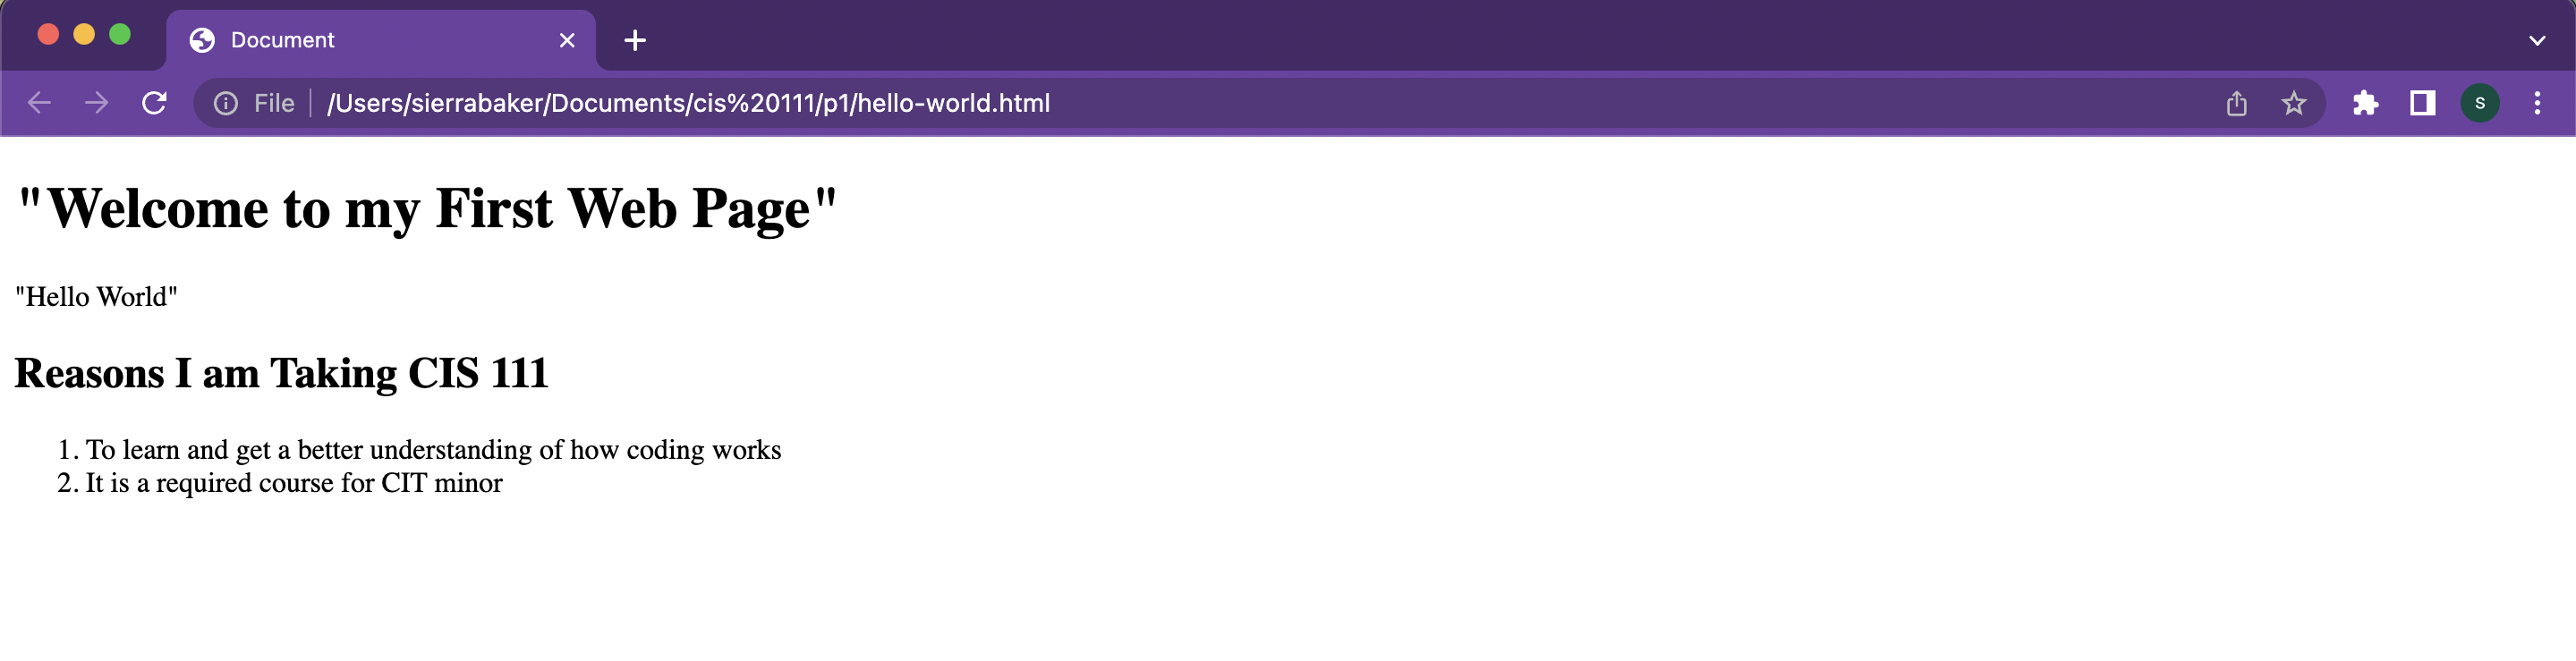 Document
File
/Users/sierrabaker/Documents/cis%20111/p1/hello-world.html
S
"Welcome to my First Web Page"
"Hello World"
Reasons I am Taking CIS 111
1. To learn and get a better understanding of how coding works
2. It is a required course for CIT minor